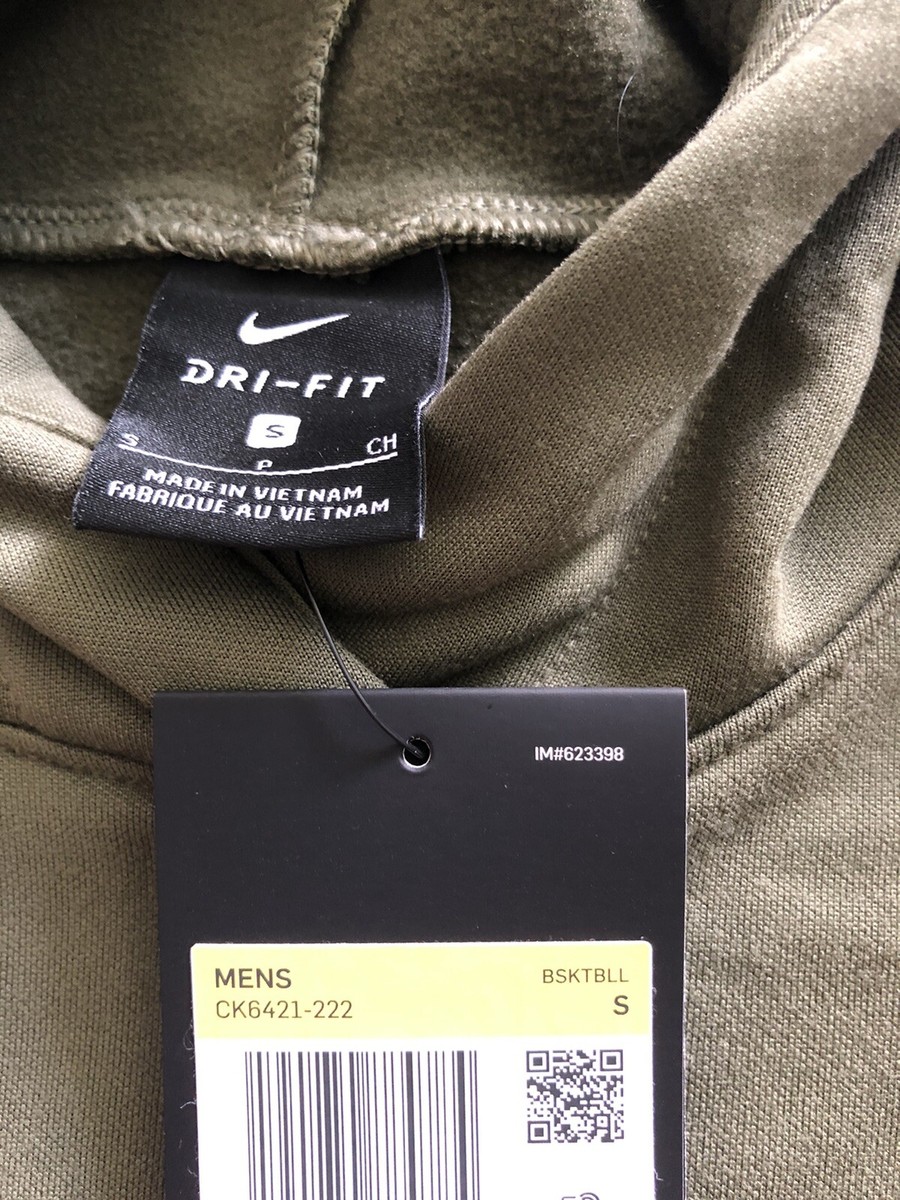 DRI-FIT
S
S P CH
MADE IN VIETNAM
FABRIQUE AU VIETNAM
IM#623398
MENS BSKTBLL
CK6421-222 S